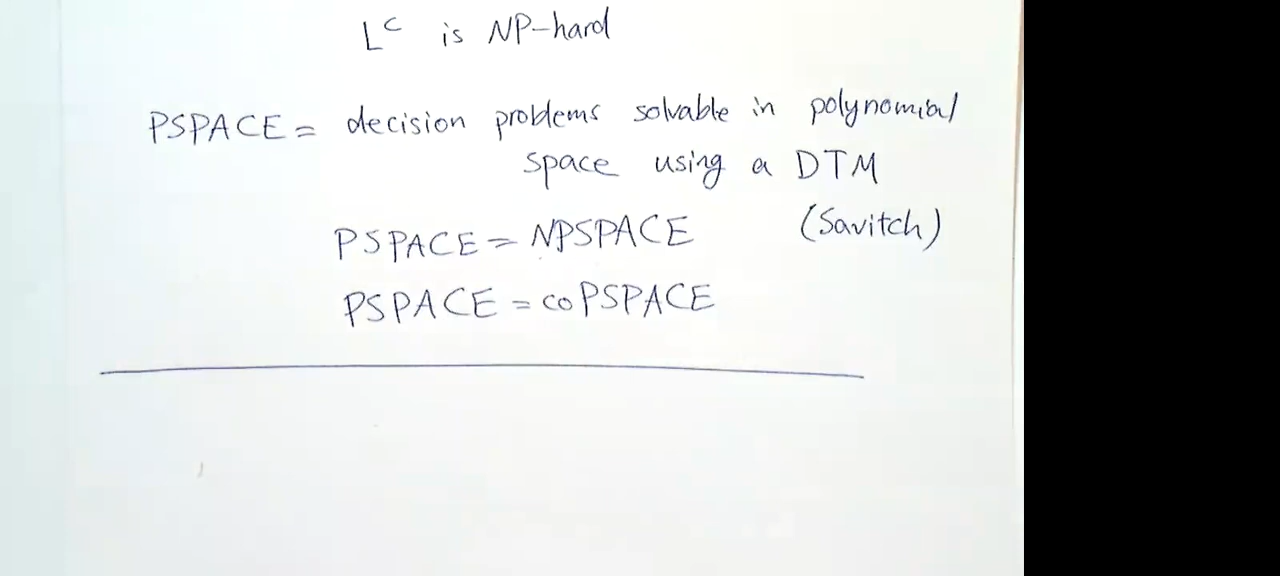 L^c is NP-hard
PSPACE = decision problems solvable in polynomial
space using a DTM
PSPACE = NPSPACE (Savitch)
PSPACE = coPSPACE